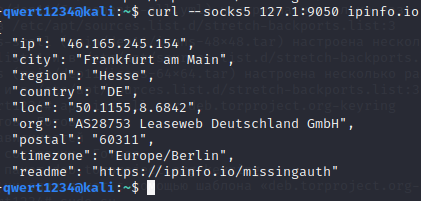 -qwert1234@kali:~$ curl --socks5 127.1:9050 ipinfo.io
{
"ip": "46.165.245.154",
"city": "Frankfurt am Main",
"region": "Hesse",
"country": "DE",
"loc": "50.1155,8.6842",
"org": "AS28753 Leaseweb Deutschland GmbH",
"postal": "60311",
"timezone": "Europe/Berlin",
"readme": "https://ipinfo.io/missingauth"
-qwert1234@kali:~$